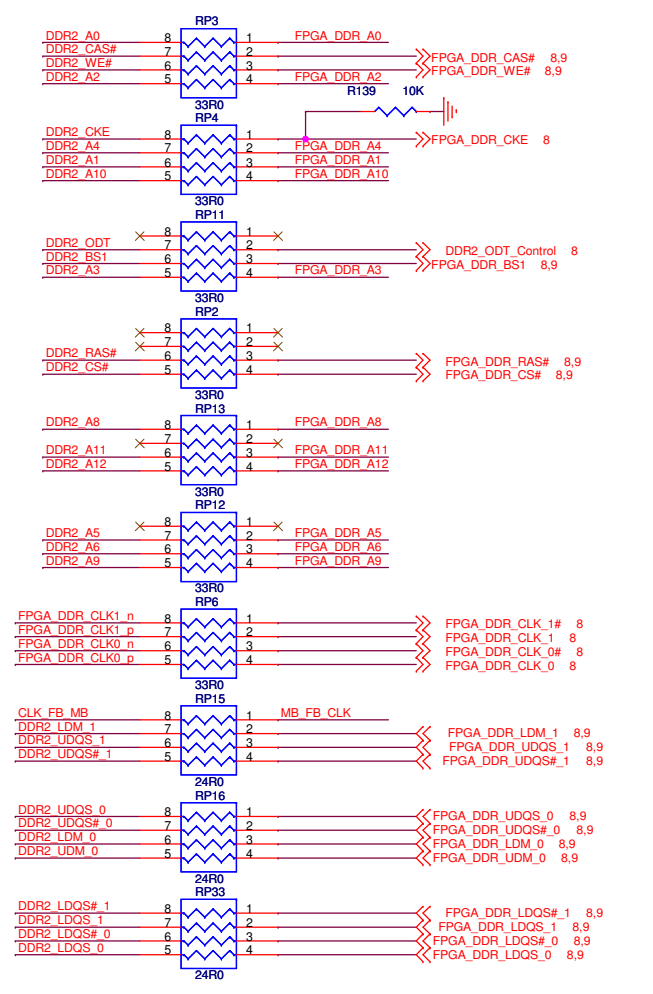 RP3
DDR2_A0 8 1 FPGA_DDR_A0
DDR2_CAS# 7 2 FPGA_DDR_CAS# 8,9
DDR2_WE# 6 3 FPGA_DDR_WE# 8,9
DDR2_A2 5 4 FPGA_DDR_A2
33R0
R139 10K
RP4
DDR2_CKE 8 1 FPGA_DDR_CKE 8
DDR2_A4 7 2 FPGA_DDR_A4
DDR2_A1 6 3 FPGA_DDR_A1
DDR2_A10 5 4 FPGA_DDR_A10
33R0
RP11
8 1
DDR2_ODT 7 2 DDR2_ODT_Control 8
DDR2_BS1 6 3 FPGA_DDR_BS1 8,9
DDR2_A3 5 4 FPGA_DDR_A3
33R0
RP2
8 1
7 2
DDR2_RAS# 6 3 FPGA_DDR_RAS# 8,9
DDR2_CS# 5 4 FPGA_DDR_CS# 8,9
33R0
RP13
DDR2_A8 8 1 FPGA_DDR_A8
7 2
DDR2_A11 6 3 FPGA_DDR_A11
DDR2_A12 5 4 FPGA_DDR_A12
33R0
RP12
8 1
DDR2_A5 7 2 FPGA_DDR_A5
DDR2_A6 6 3 FPGA_DDR_A6
DDR2_A9 5 4 FPGA_DDR_A9
33R0
RP6
FPGA_DDR_CLK1_n 8 1 FPGA_DDR_CLK_1# 8
FPGA_DDR_CLK1_p 7 2 FPGA_DDR_CLK_1 8
FPGA_DDR_CLK0_n 6 3 FPGA_DDR_CLK_0# 8
FPGA_DDR_CLK0_p 5 4 FPGA_DDR_CLK_0 8
33R0
RP15
CLK_FB_MB 8 1 MB_FB_CLK
DDR2_LDM_1 7 2 FPGA_DDR_LDM_1 8,9
DDR2_UDQS_1 6 3 FPGA_DDR_UDQS_1 8,9
DDR2_UDQS#_1 5 4 FPGA_DDR_UDQS#_1 8,9
24R0
RP16
DDR2_UDQS_0 8 1 FPGA_DDR_UDQS_0 8,9
DDR2_UDQS#_0 7 2 FPGA_DDR_UDQS#_0 8,9
DDR2_LDM_0 6 3 FPGA_DDR_LDM_0 8,9
DDR2_UDM_0 5 4 FPGA_DDR_UDM_0 8,9
24R0
RP33
DDR2_LDQS#_1 8 1 FPGA_DDR_LDQS#_1 8,9
DDR2_LDQS_1 7 2 FPGA_DDR_LDQS_1 8,9
DDR2_LDQS#_0 6 3 FPGA_DDR_LDQS#_0 8,9
DDR2_LDQS_0 5 4 FPGA_DDR_LDQS_0 8,9
24R0